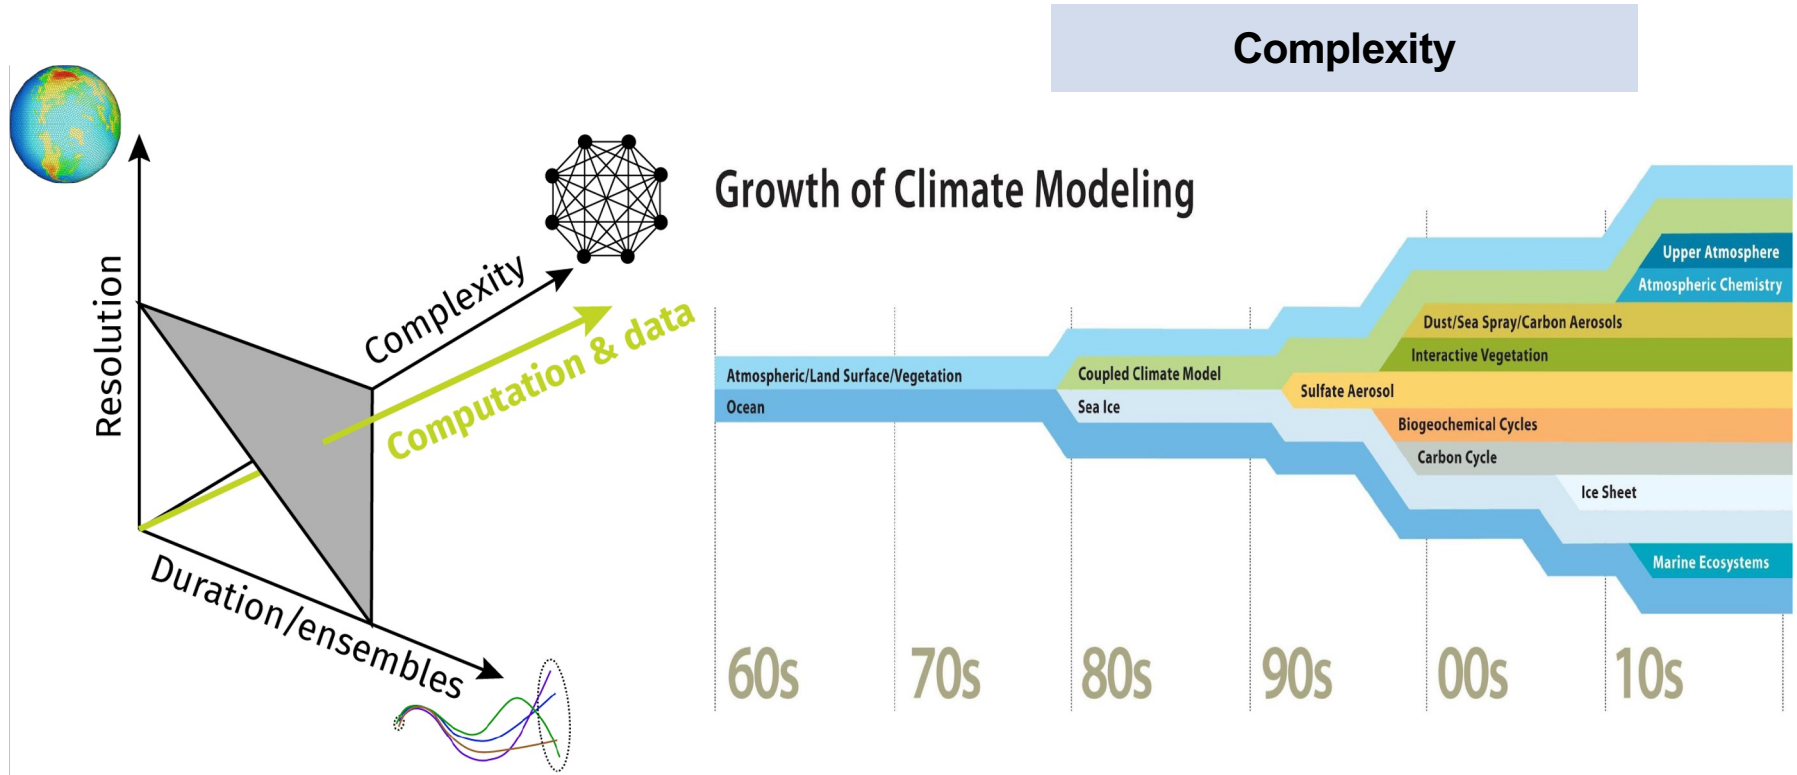 Complexity
Resolution
Complexity
Computation & data
Duration/ensembles
Growth of Climate Modeling
Upper Atmosphere
Atmospheric Chemistry
Dust/Sea Spray/Carbon Aerosols
Interactive Vegetation
Atmospheric/Land Surface/Vegetation
Coupled Climate Model
Sulfate Aerosol
Ocean
Sea Ice
Biogeochemical Cycles
Carbon Cycle
Ice Sheet
Marine Ecosystems
60s
70s
80s
90s
00s
10s